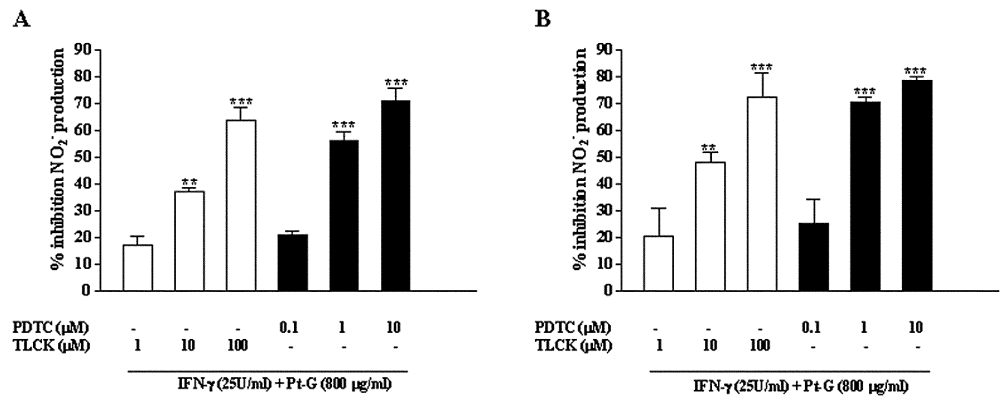 A
% inhibition NO2- production
90
80
70
60
50
40
30
20
10
0
** *** *** ***
PDTC (μM) - - - 0.1 1 10
TLCK (μM) 1 10 100 - - -
IFN-γ (25U/ml) + Pt-G (800 μg/ml)
B
% inhibition NO2- production
90
80
70
60
50
40
30
20
10
0
** *** *** ***
PDTC (μM) - - - 0.1 1 10
TLCK (μM) 1 10 100 - - -
IFN-γ (25U/ml) + Pt-G (800 μg/ml)